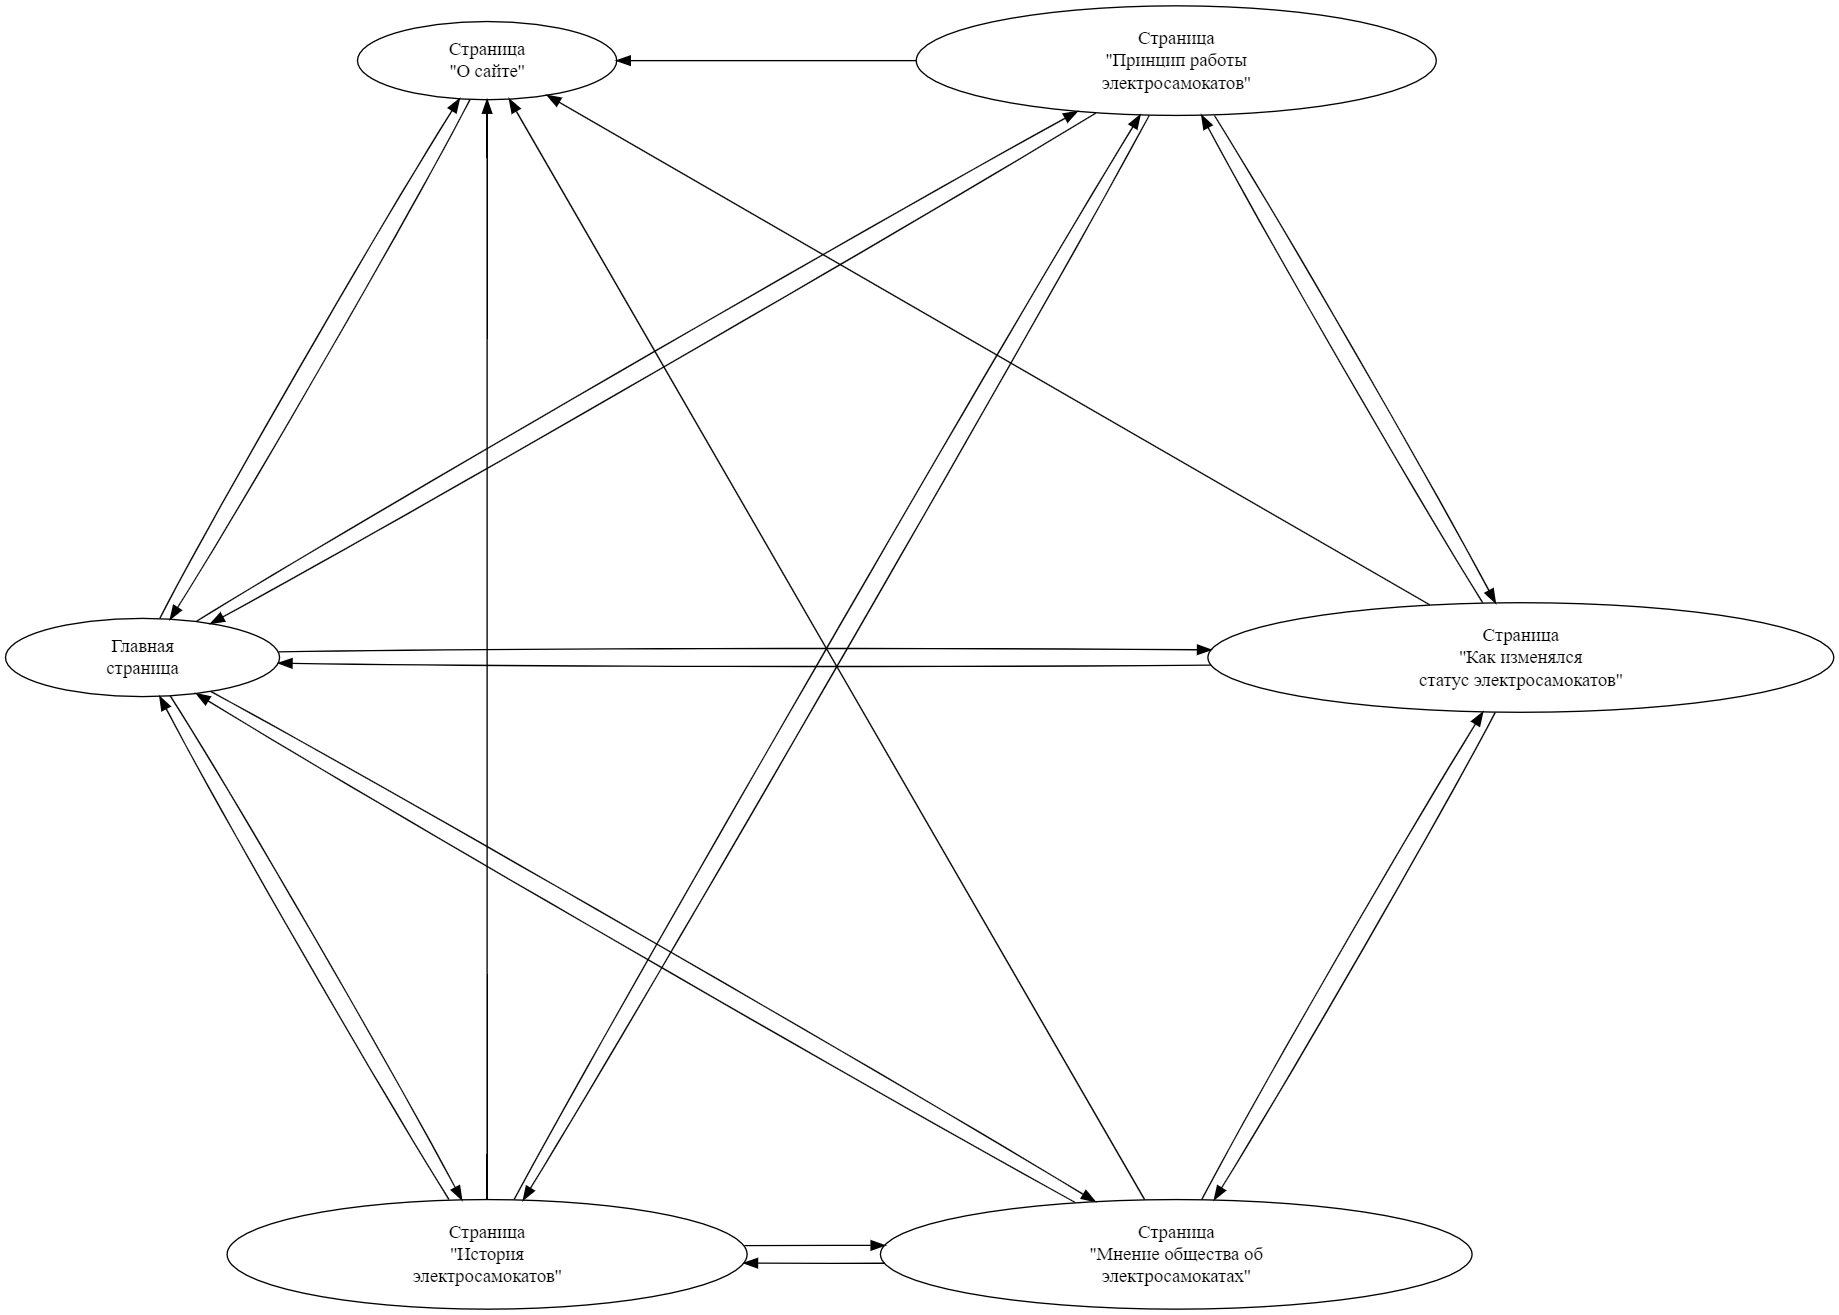 Страница
"О сайте"
Страница
"Принцип работы
электросамокатов"
Главная
страница
Страница
"Как изменялся
статус электросамокатов"
Страница
"История
электросамокатов"
Страница
"Мнение общества об
электросамокатах"